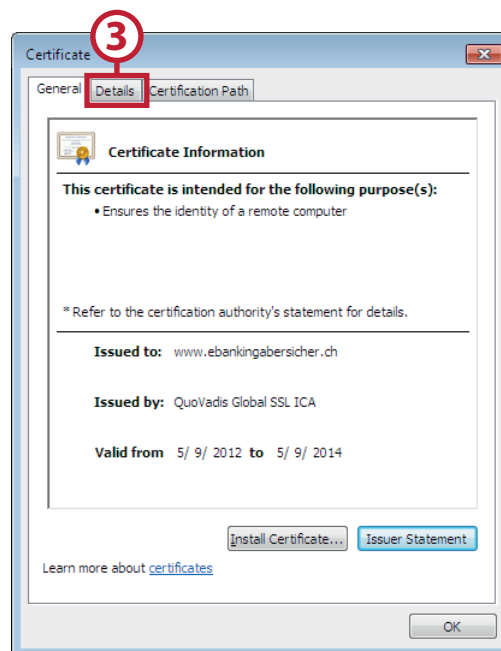 3
Certificate
General Details Certification Path
Certificate Information
This certificate is intended for the following purpose(s):
• Ensures the identity of a remote computer
* Refer to the certification authority's statement for details.
Issued to: www.ebankingabersicher.ch
Issued by: QuoVadis Global SSL ICA
Valid from 5/ 9/ 2012 to 5/ 9/ 2014
Install Certificate... Issuer Statement
Learn more about certificates
OK